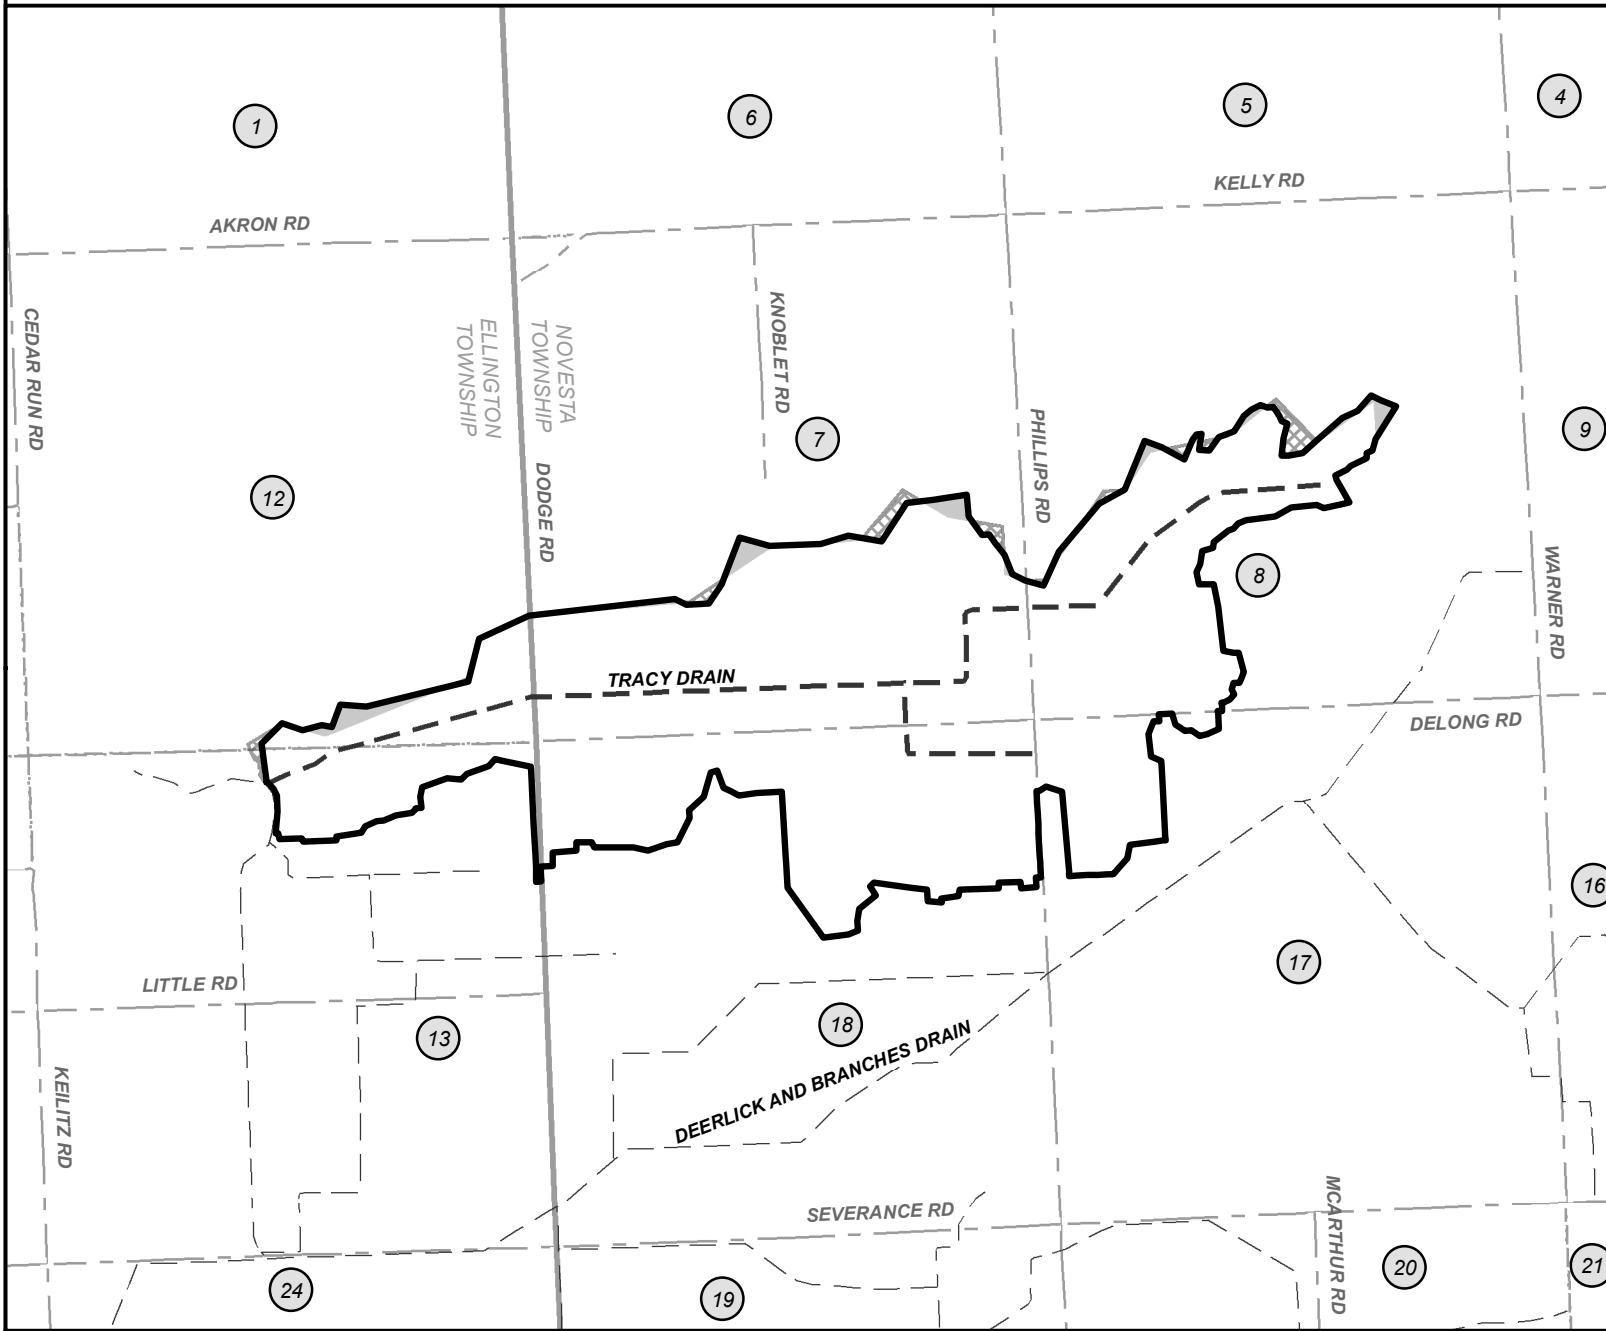 1
6
5
4
KELLY RD
AKRON RD
CEDAR RUN RD
ELLINGTON
TOWNSHIP
NOVESTA
TOWNSHIP
KNOBLET RD
7
PHILLIPS RD
9
12
DODGE RD
8
WARNER RD
TRACY DRAIN
DELONG RD
16
17
LITTLE RD
13
18
DEERLICK AND BRANCHES DRAIN
KEILITZ RD
SEVERANCE RD
MCARTHUR RD
24
19
20
21